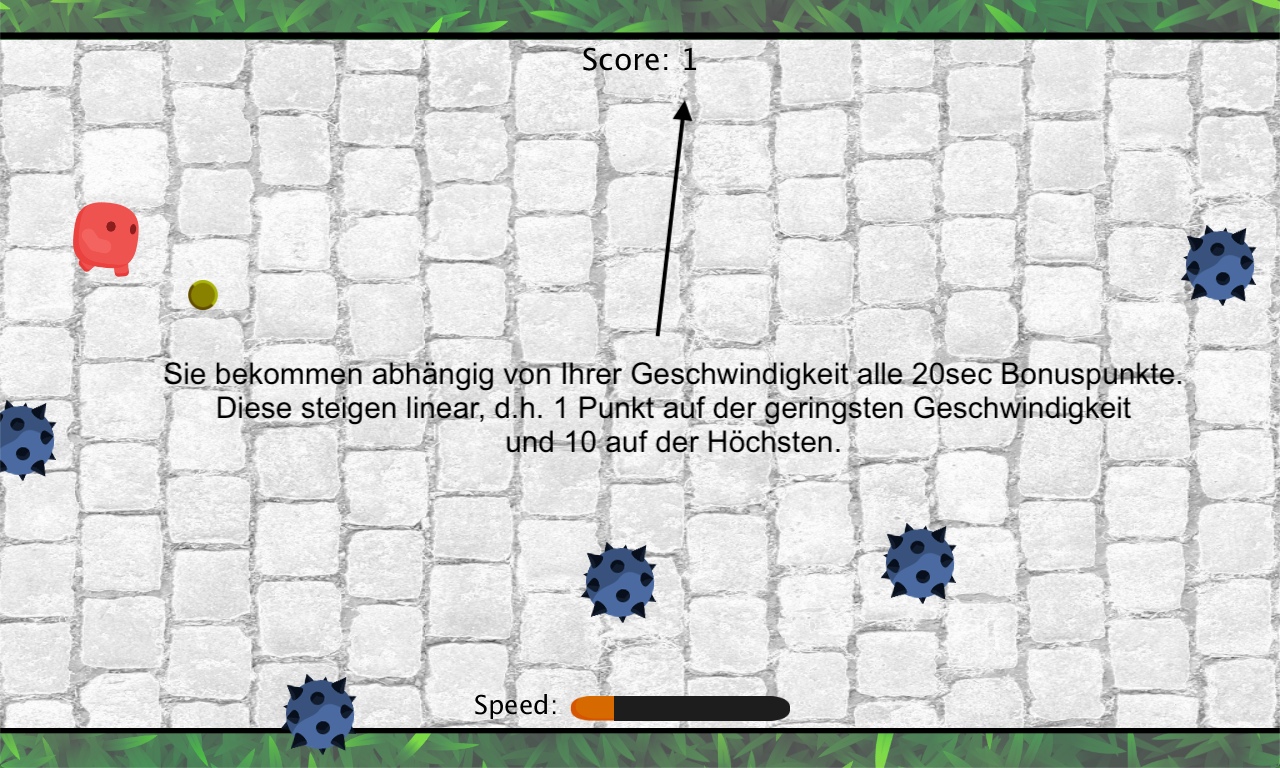 Score: 1
Sie bekommen abhängig von Ihrer Geschwindigkeit alle 20sec Bonuspunkte.
Diese steigen linear, d.h. 1 Punkt auf der geringsten Geschwindigkeit
und 10 auf der Höchsten.
Speed: